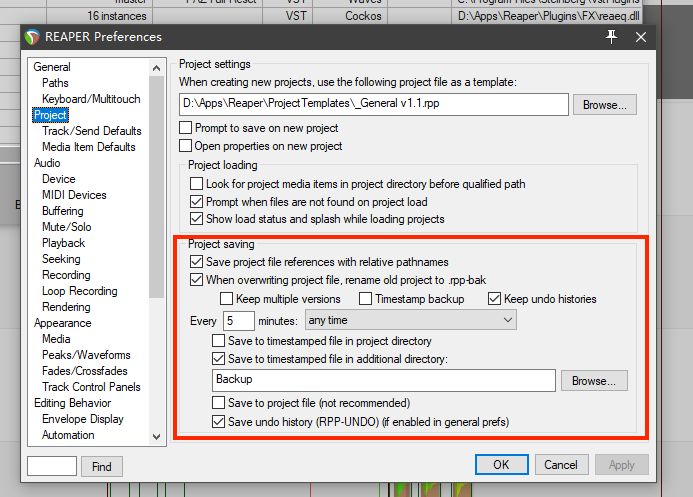 master PAZ Full Reset VST Waves C:\Program Files\Steinberg\VstPlugins
16 instances VST Cockos D:\Apps\Reaper\Plugins\FX\reaeq.dll
REAPER Preferences
General
Paths
Keyboard/Multitouch
Project
Track/Send Defaults
Media Item Defaults
Audio
Device
MIDI Devices
Buffering
Mute/Solo
Playback
Seeking
Recording
Loop Recording
Rendering
Appearance
Media
Peaks/Waveforms
Fades/Crossfades
Track Control Panels
Editing Behavior
Envelope Display
Automation
Find
Project settings
When creating new projects, use the following project file as a template:
D:\Apps\Reaper\ProjectTemplates\_General v1.1.rpp Browse...
Prompt to save on new project
Open properties on new project
Project loading
Look for project media items in project directory before qualified path
Prompt when files are not found on project load
Show load status and splash while loading projects
Project saving
Save project file references with relative pathnames
When overwriting project file, rename old project to .rpp-bak
Keep multiple versions Timestamp backup Keep undo histories
Every 5 minutes: any time
Save to timestamped file in project directory
Save to timestamped file in additional directory:
Backup Browse...
Save to project file (not recommended)
Save undo history (RPP-UNDO) (if enabled in general prefs)
OK Cancel Apply